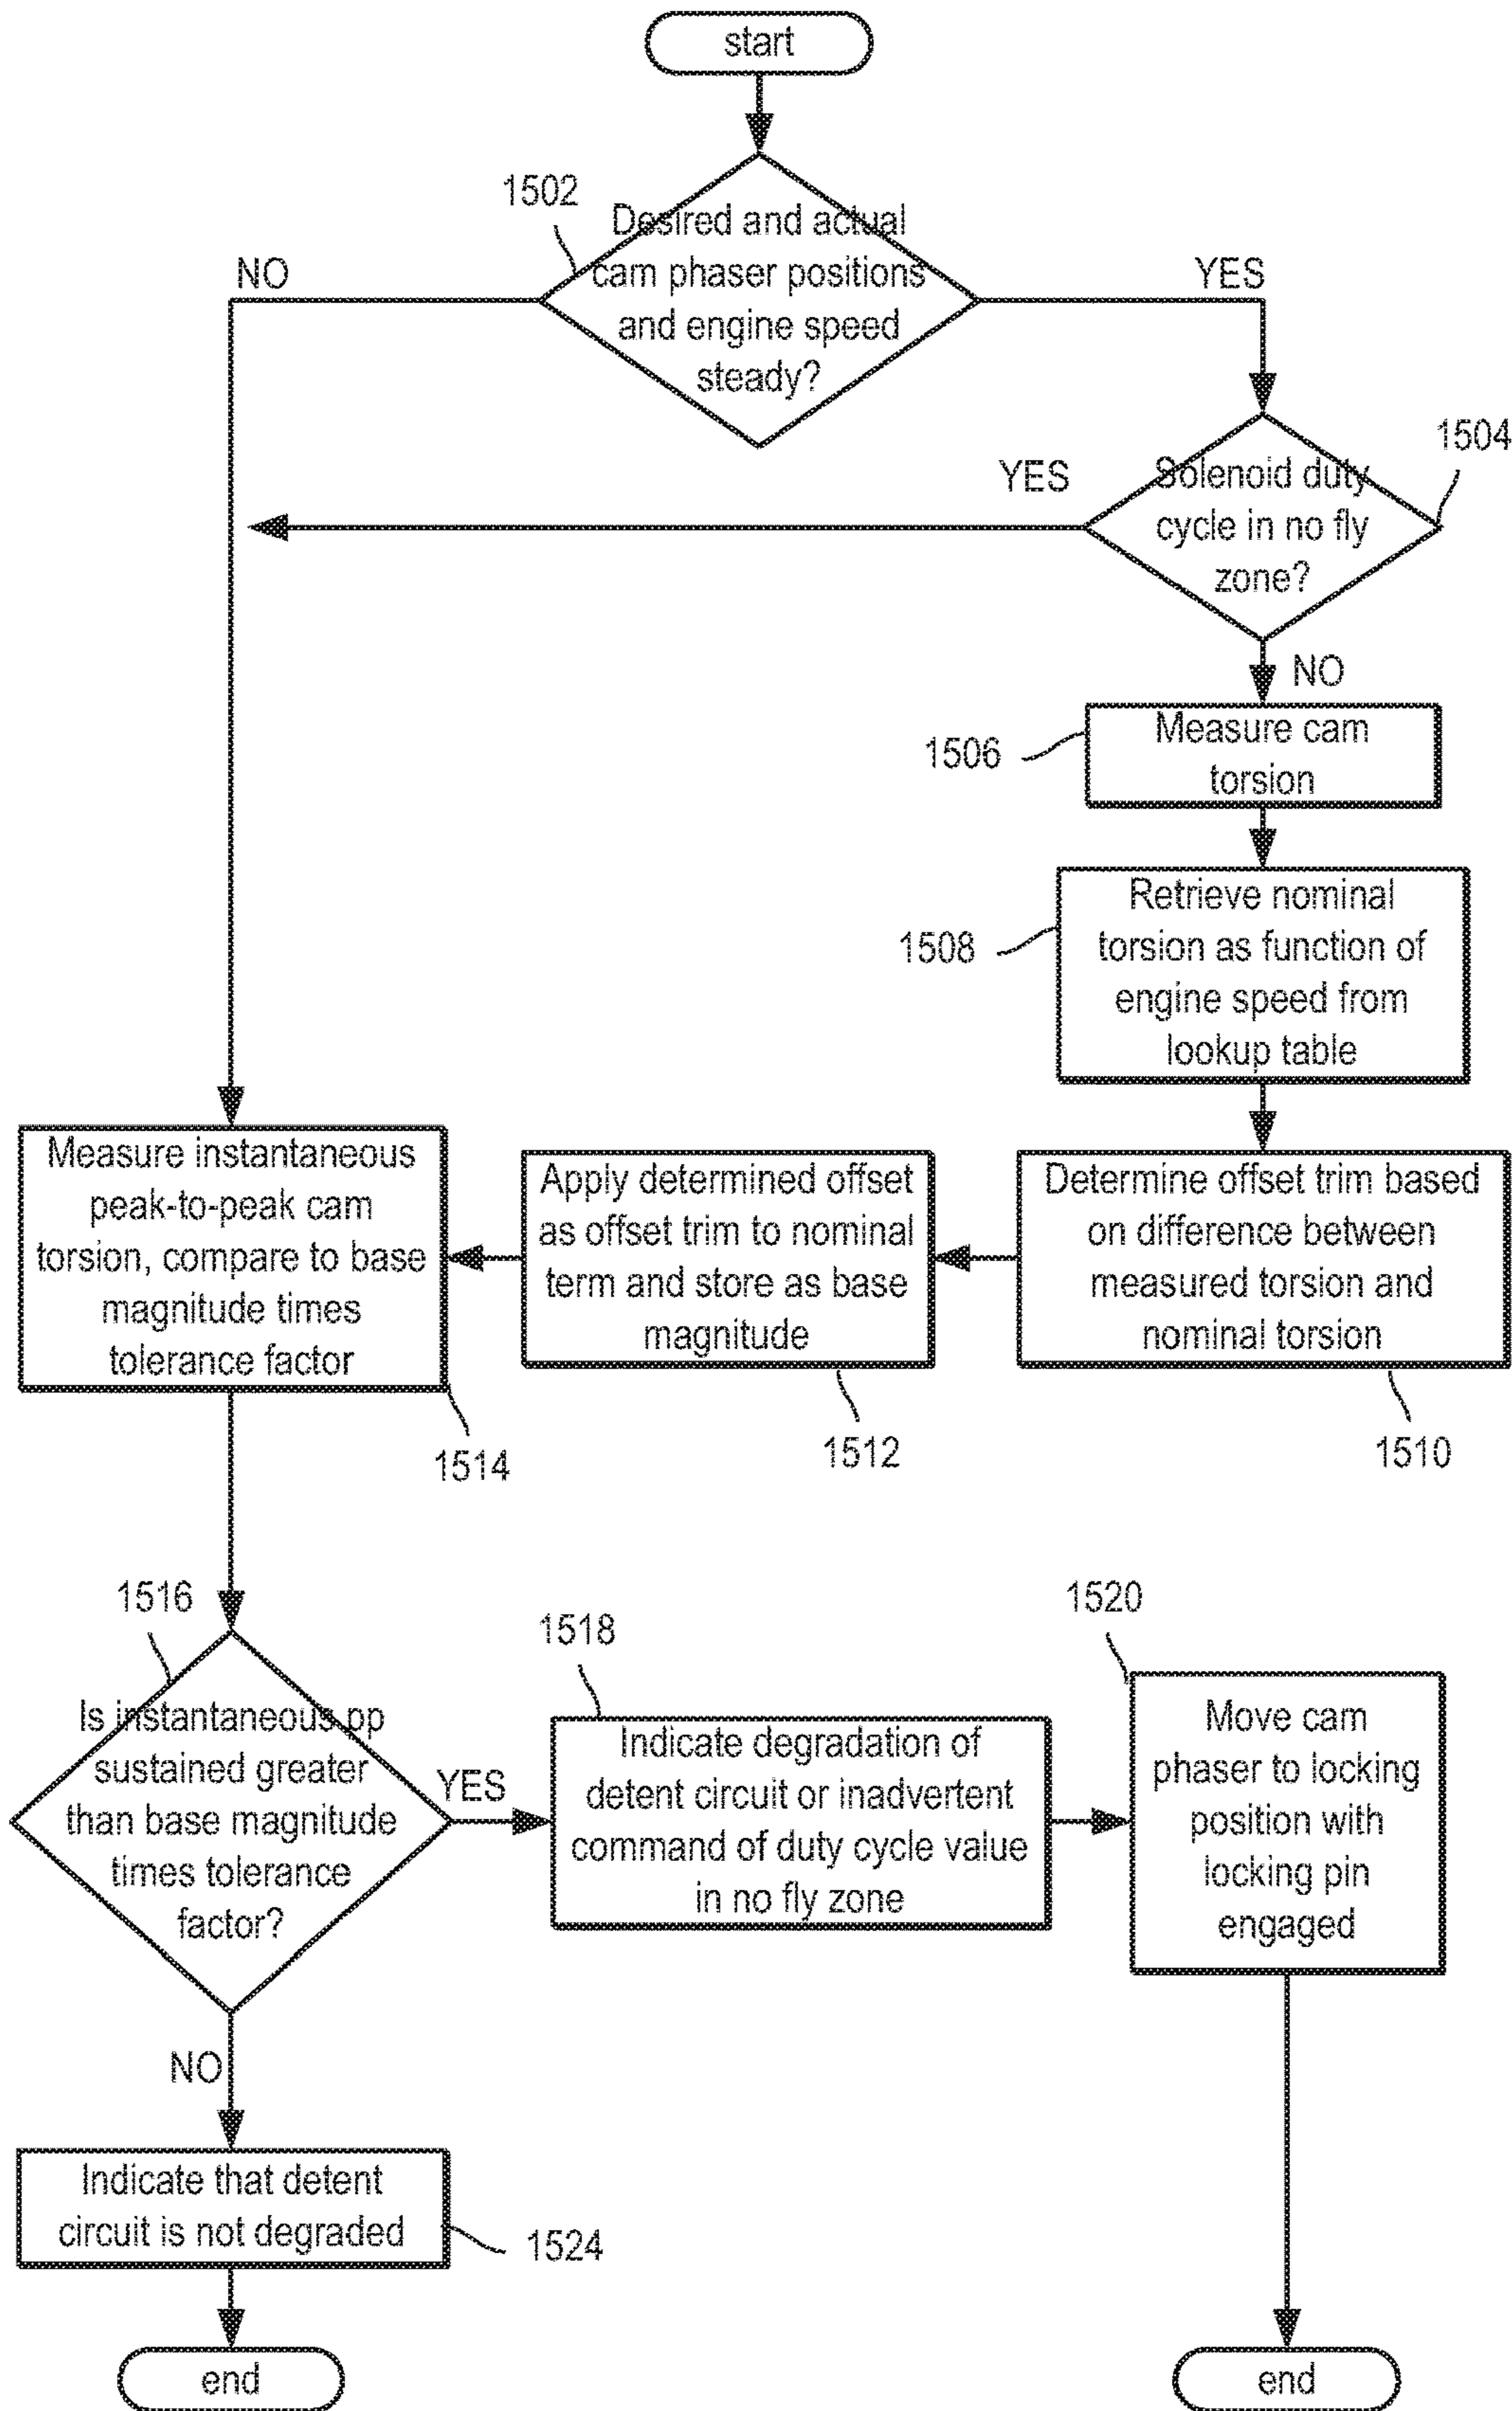 start
1502
Desired and actual
cam phaser positions
and engine speed
steady?
NO
YES
1504
Solenoid duty
cycle in no fly
zone?
YES
NO
1506
Measure cam
torsion
1508
Retrieve nominal
torsion as function of
engine speed from
lookup table
Determine offset trim based
on difference between
measured torsion and
nominal torsion
1510
Apply determined offset
as offset trim to nominal
term and store as base
magnitude
1512
Measure instantaneous
peak-to-peak cam
torsion, compare to base
magnitude times
tolerance factor
1514
1516
Is instantaneous pp
sustained greater
than base magnitude
times tolerance
factor?
YES
1518
Indicate degradation of
detent circuit or inadvertent
command of duty cycle value
in no fly zone
1520
Move cam
phaser to locking
position with
locking pin
engaged
NO
Indicate that detent
circuit is not degraded
1524
end
end